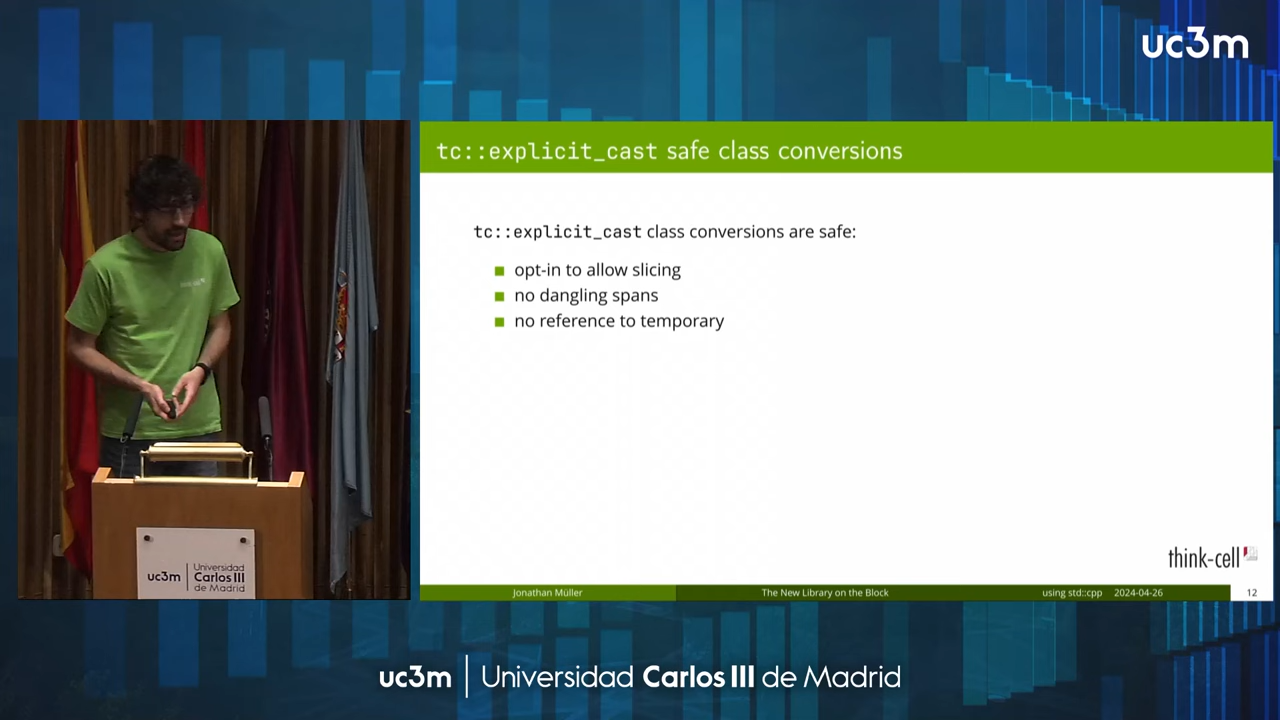 uc3m
tc::explicit_cast safe class conversions
tc::explicit_cast class conversions are safe:
opt-in to allow slicing
no dangling spans
no reference to temporary
think-cell
Jonathan Müller The New Library on the Block using std::cpp 2024-04-26 12
uc3m Universidad
Carlos III
de Madrid
uc3m Universidad Carlos III de Madrid